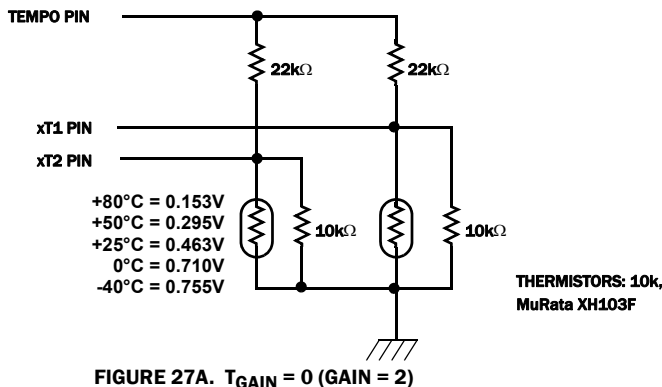 TEMPO PIN
22kΩ
22kΩ
xT1 PIN
xT2 PIN
+80°C = 0.153V
+50°C = 0.295V
+25°C = 0.463V
0°C = 0.710V
-40°C = 0.755V
10kΩ
10kΩ
THERMISTORS: 10k,
MuRata XH103F
FIGURE 27A. TGAIN = 0 (GAIN = 2)